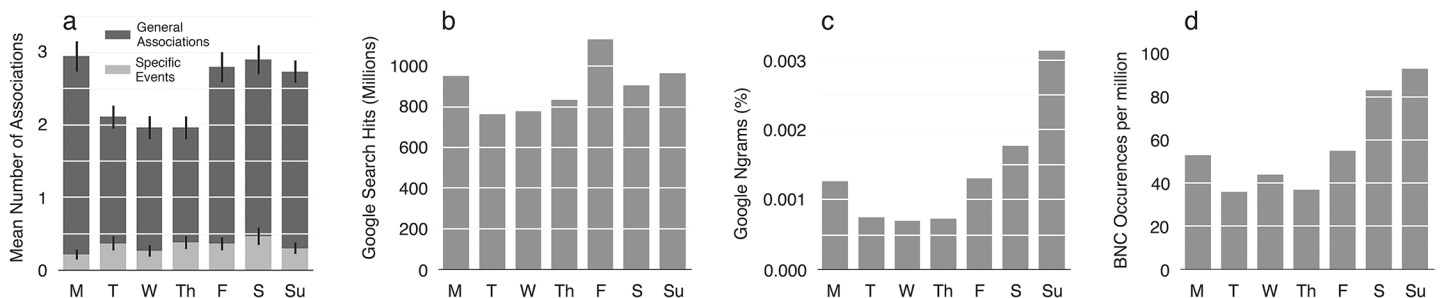 a
General
Associations
Specific
Events
Mean Number of Associations
3
2
1
0
M T W Th F S Su
b
Google Search Hits (Millions)
1000
800
600
400
200
0
M T W Th F S Su
c
Google Ngrams (%)
0.003
0.002
0.001
0.000
M T W Th F S Su
d
BNC Occurences per million
100
80
60
40
20
0
M T W Th F S Su